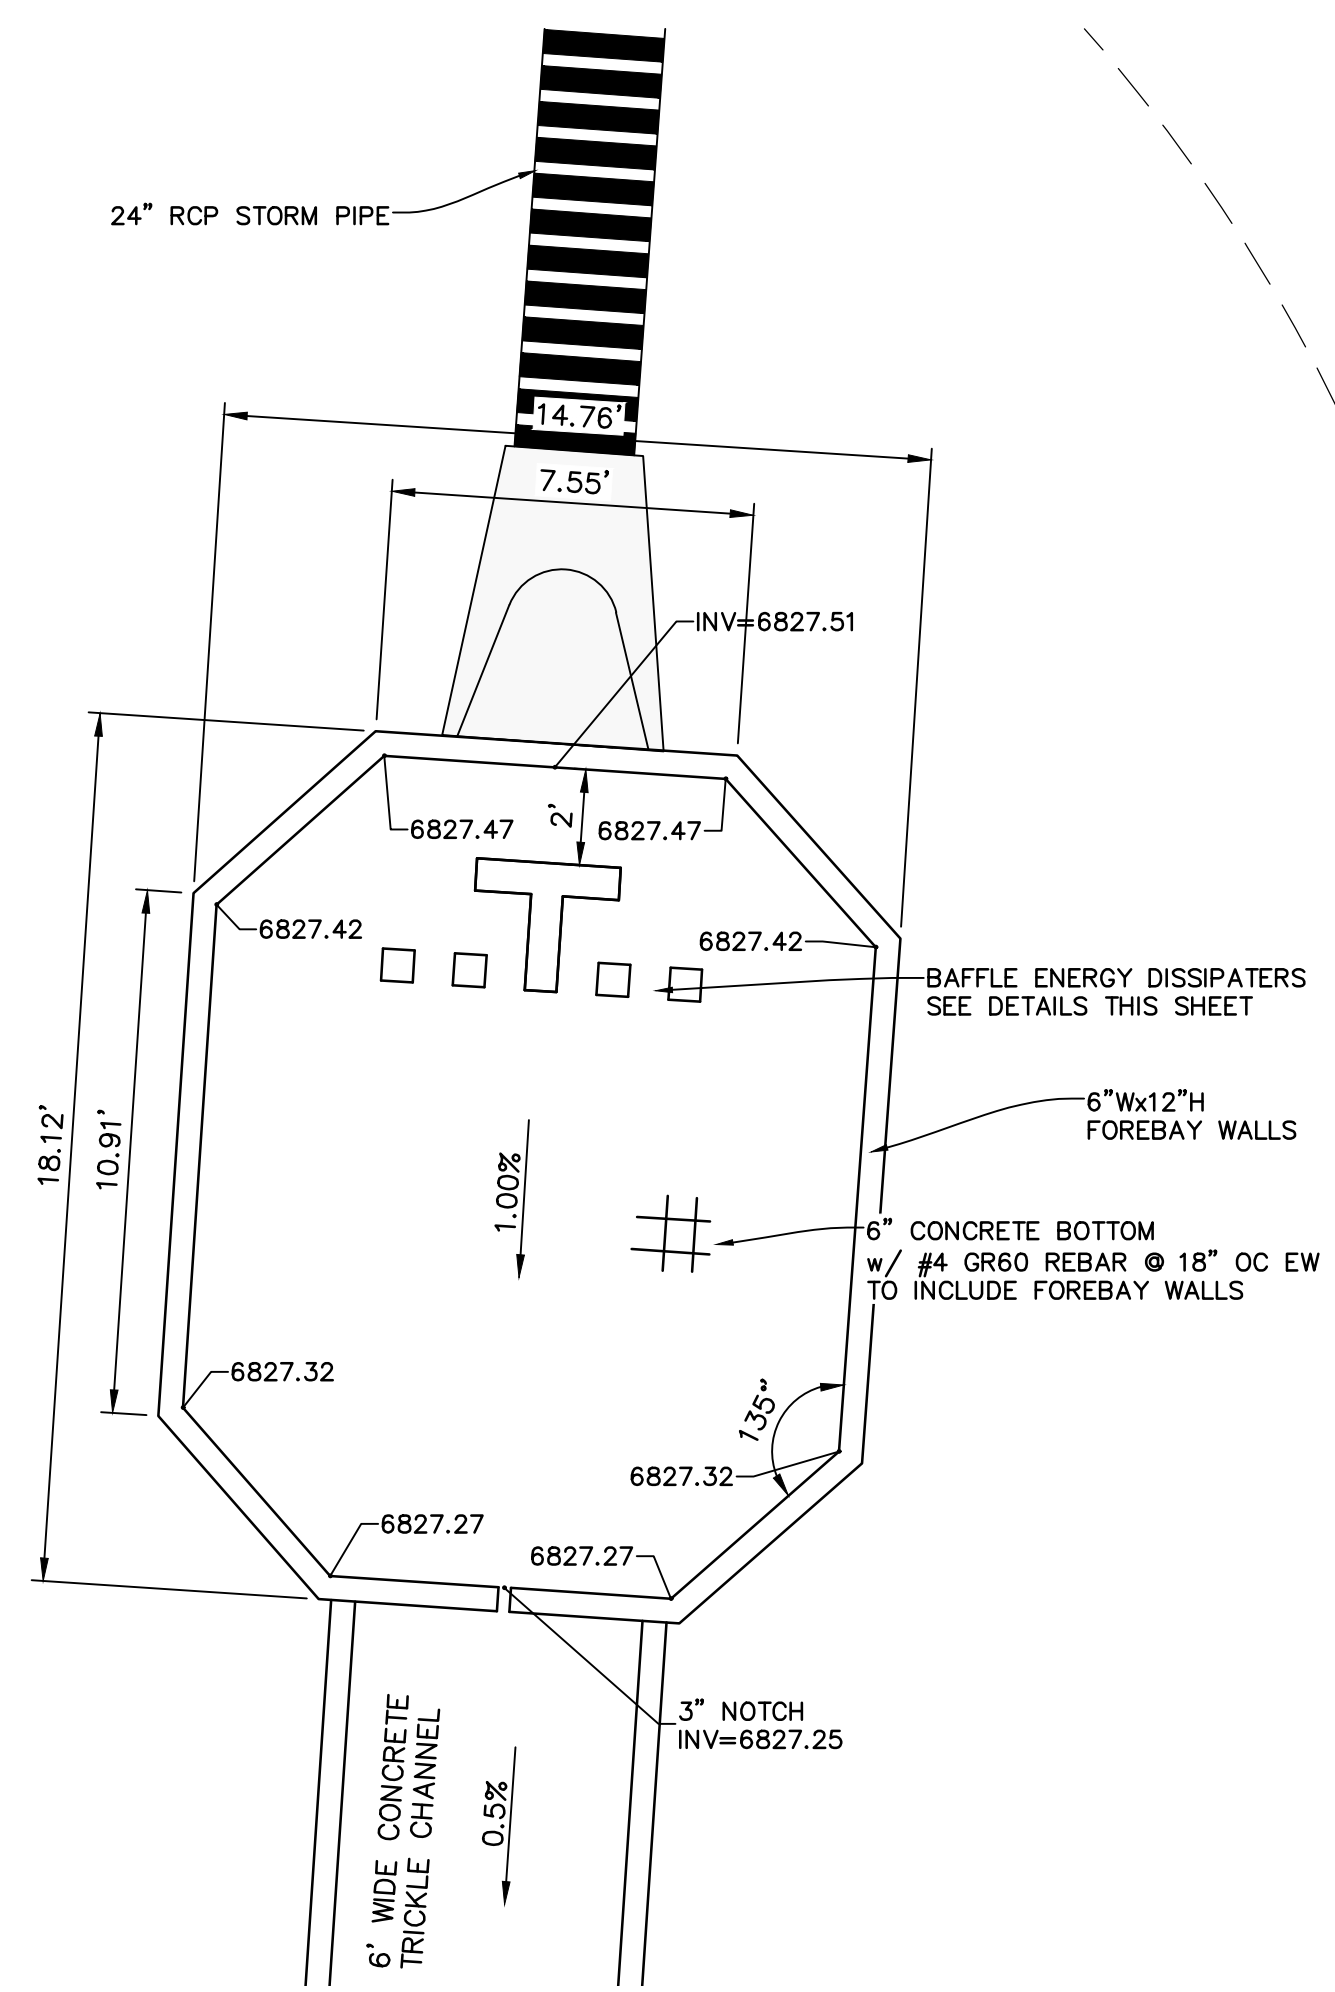 24" RCP STORM PIPE
14.76'
7.55'
INV=6827.51
2'
6827.47
6827.47
6827.42
6827.42
BAFFLE ENERGY DISSIPATERS
SEE DETAILS THIS SHEET
6"Wx12"H
FOREBAY WALLS
18.12'
10.91'
1.00%
6" CONCRETE BOTTOM
w/ #4 GR60 REBAR @ 18" OC EW
TO INCLUDE FOREBAY WALLS
6827.32
135°'
6827.32
6827.27
6827.27
3" NOTCH
INV=6827.25
6' WIDE CONCRETE
TRICKLE CHANNEL
0.5%